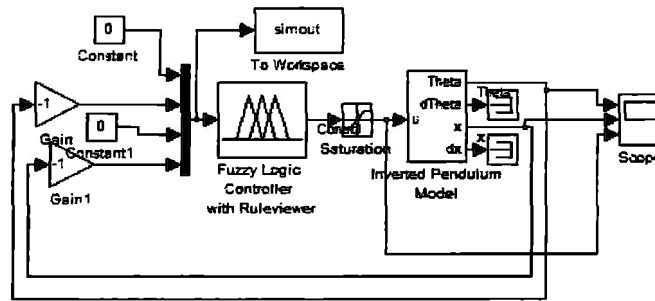 0
Constant
simout
To Workspace
-1
Gain
0
Constant1
-1
Gain1
Fuzzy Logic
Controller
with Ruleviewer
Saturation
u
Theta
dTheta
x
dx
Theta
x
Inverted Pendulum
Model
Scope